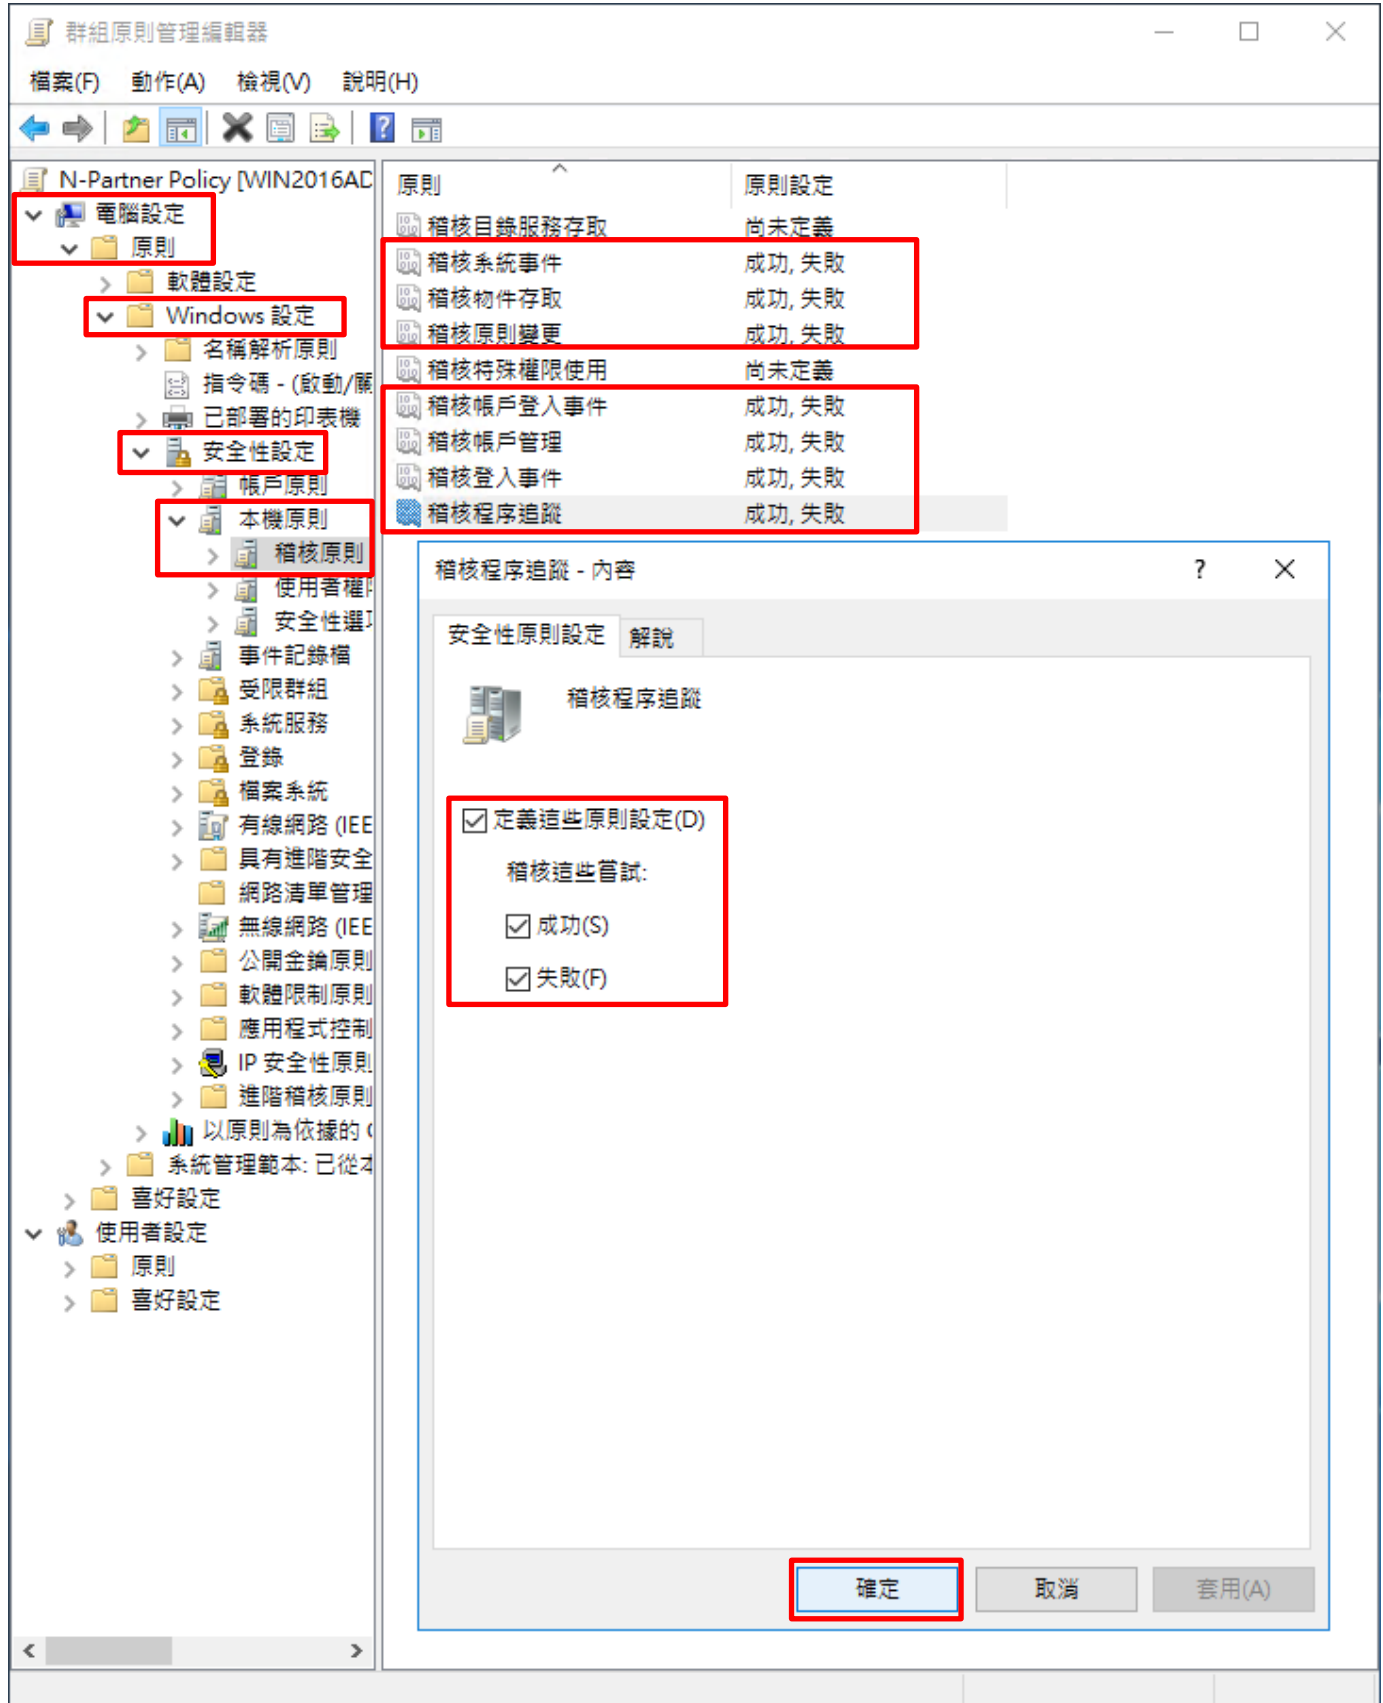 群組原則管理編輯器
檔案(F) 動作(A) 檢視(V) 說明(H)
N-Partner Policy [WIN2016AD
電腦設定
原則
軟體設定
Windows 設定
名稱解析原則
指令碼 - (啟動/關
已部署的印表機
安全性設定
帳戶原則
本機原則
稽核原則
使用者權
安全性選
事件記錄檔
受限群組
系統服務
登錄
檔案系統
有線網路 (IEE
具有進階安全
網路清單管理
無線網路 (IEE
公開金鑰原則
軟體限制原則
應用程式控制
IP 安全性原則
進階稽核原則
以原則為依據的
系統管理範本: 已從本
喜好設定
使用者設定
原則
喜好設定
原則 原則設定
稽核目錄服務存取 尚未定義
稽核系統事件 成功, 失敗
稽核物件存取 成功, 失敗
稽核原則變更 成功, 失敗
稽核特殊權限使用 尚未定義
稽核帳戶登入事件 成功, 失敗
稽核帳戶管理 成功, 失敗
稽核登入事件 成功, 失敗
稽核程序追蹤 成功, 失敗
稽核程序追蹤 - 內容
安全性原則設定 解說
稽核程序追蹤
定義這些原則設定(D)
稽核這些嘗試:
成功(S)
失敗(F)
確定 取消 套用(A)